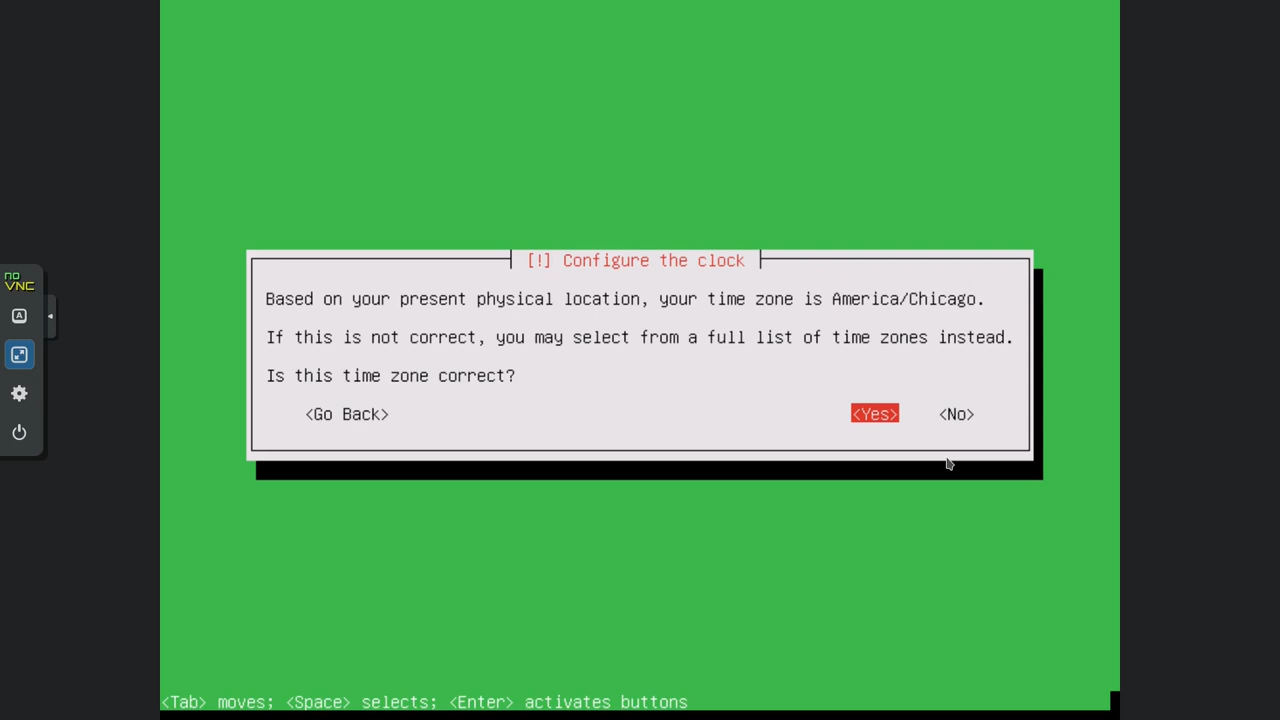 [!] Configure the clock
Based on your present physical location, your time zone is America/Chicago.
If this is not correct, you may select from a full list of time zones instead.
Is this time zone correct?
<Go Back> <Yes> <No>
no
VNC
A
<Tab> moves; <Space> selects; <Enter> activates buttons